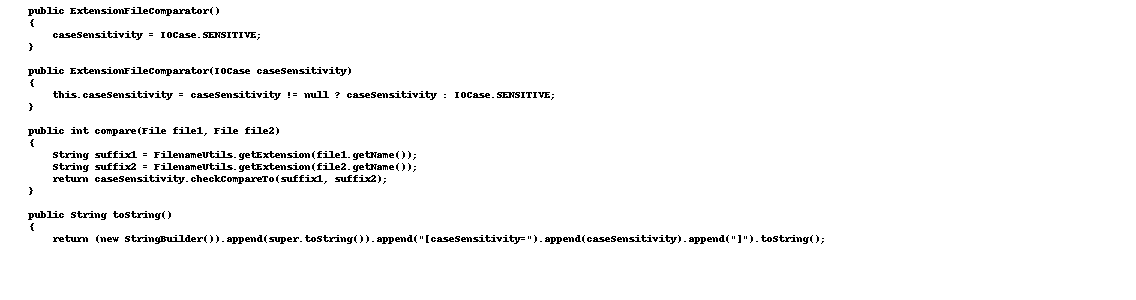 public ExtensionFileComparator()
{
    caseSensitivity = IOCase.SENSITIVE;
}

public ExtensionFileComparator(IOCase caseSensitivity)
{
    this.caseSensitivity = caseSensitivity != null ? caseSensitivity : IOCase.SENSITIVE;
}

public int compare(File file1, File file2)
{
    String suffix1 = FilenameUtils.getExtension(file1.getName());
    String suffix2 = FilenameUtils.getExtension(file2.getName());
    return caseSensitivity.checkCompareTo(suffix1, suffix2);
}

public String toString()
{
    return (new StringBuilder()).append(super.toString()).append("[caseSensitivity=").append(caseSensitivity).append("]").toString();